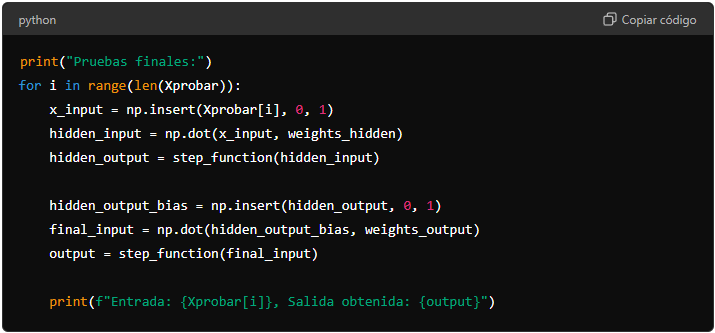 python
Copiar código
print("Pruebas finales:")
for i in range(len(Xprobar)):
    x_input = np.insert(Xprobar[i], 0, 1)
    hidden_input = np.dot(x_input, weights_hidden)
    hidden_output = step_function(hidden_input)

    hidden_output_bias = np.insert(hidden_output, 0, 1)
    final_input = np.dot(hidden_output_bias, weights_output)
    output = step_function(final_input)

    print(f"Entrada: {Xprobar[i]}, Salida obtenida: {output}")